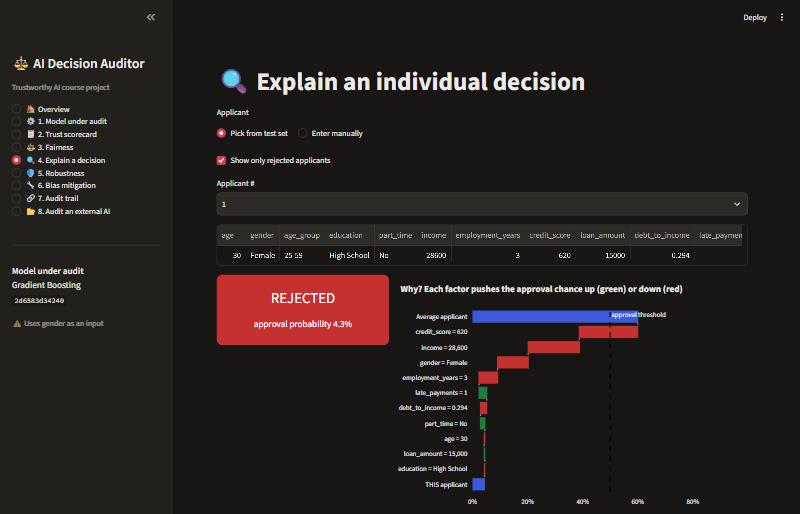 Deploy
AI Decision Auditor
Trustworthy AI course project
Overview
1. Model under audit
2. Trust scorecard
3. Fairness
4. Explain a decision
5. Robustness
6. Bias mitigation
7. Audit trail
8. Audit an external AI
Model under audit
Gradient Boosting
2d6583d34240
Uses gender as an input
Explain an individual decision
Applicant
Pick from test set Enter manually
Show only rejected applicants
Applicant #
1
age gender age_group education part_time income employment_years credit_score loan_amount debt_to_income late_paymen
30 Female 25 59 High School No 28600 3 620 15000 0.294
REJECTED
approval probability 4.3%
Why? Each factor pushes the approval chance up (green) or down (red)
Average applicant approval threshold
credit_score = 620
income = 28,600
gender = Female
employment_years = 3
late_payments = 1
debt_to_income = 0.294
part_time = No
age = 30
loan_amount = 15,000
education = High School
THIS applicant
0% 20% 40% 60% 80%